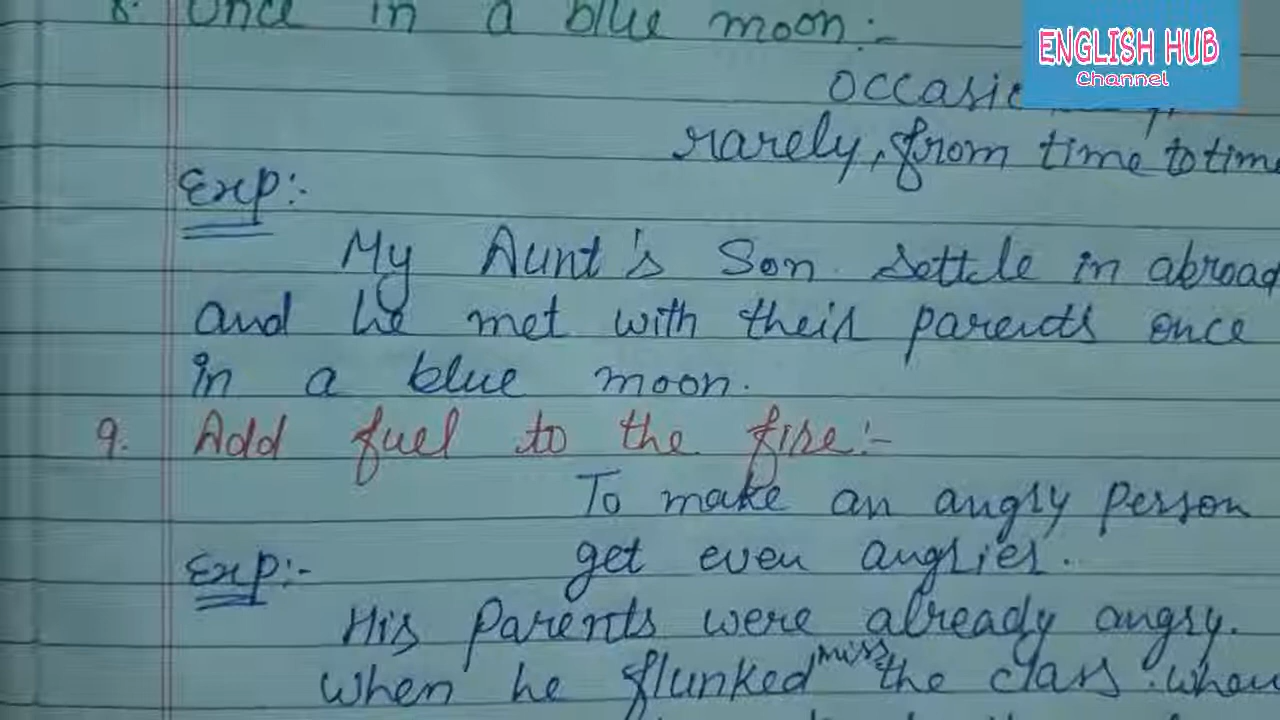 8. Once in a blue moon:-
ENGLISH HUB
Channel
rarely, from time to time
Exp:-
My Aunt's Son settle in abroad
and he met with their parents once
in a blue moon.
9. Add fuel to the fire:-
To make an angry person
get even angrier.
Exp:-
His Parents were already angry.
miss
When he flunked the class. when